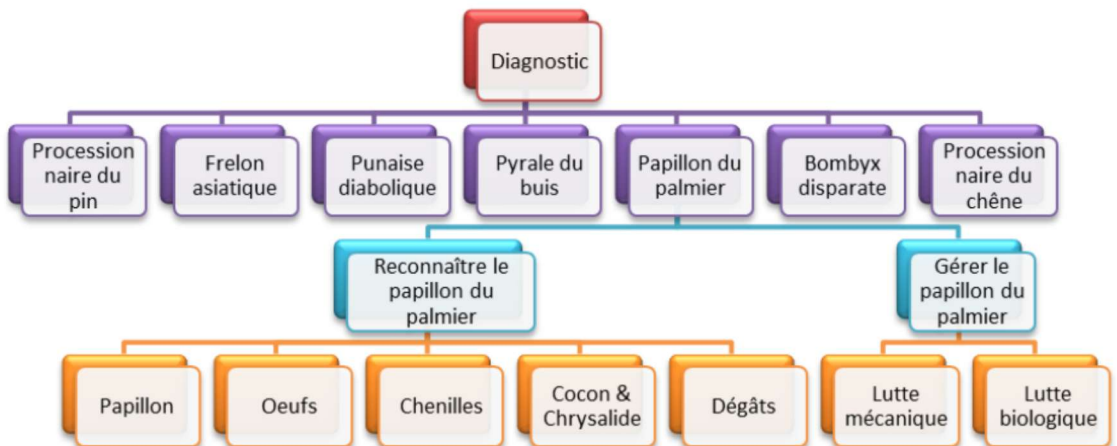 Diagnostic
Procession
naire du
pin
Frelon
asiatique
Punaise
diabolique
Pyrale du
buis
Papillon du
palmier
Bombyx
disparate
Procession
naire du
chêne
Reconnaître le
papillon du
palmier
Gérer le
papillon du
palmier
Papillon
Oeufs
Chenilles
Cocon &
Chrysalide
Dégâts
Lutte
mécanique
Lutte
biologique